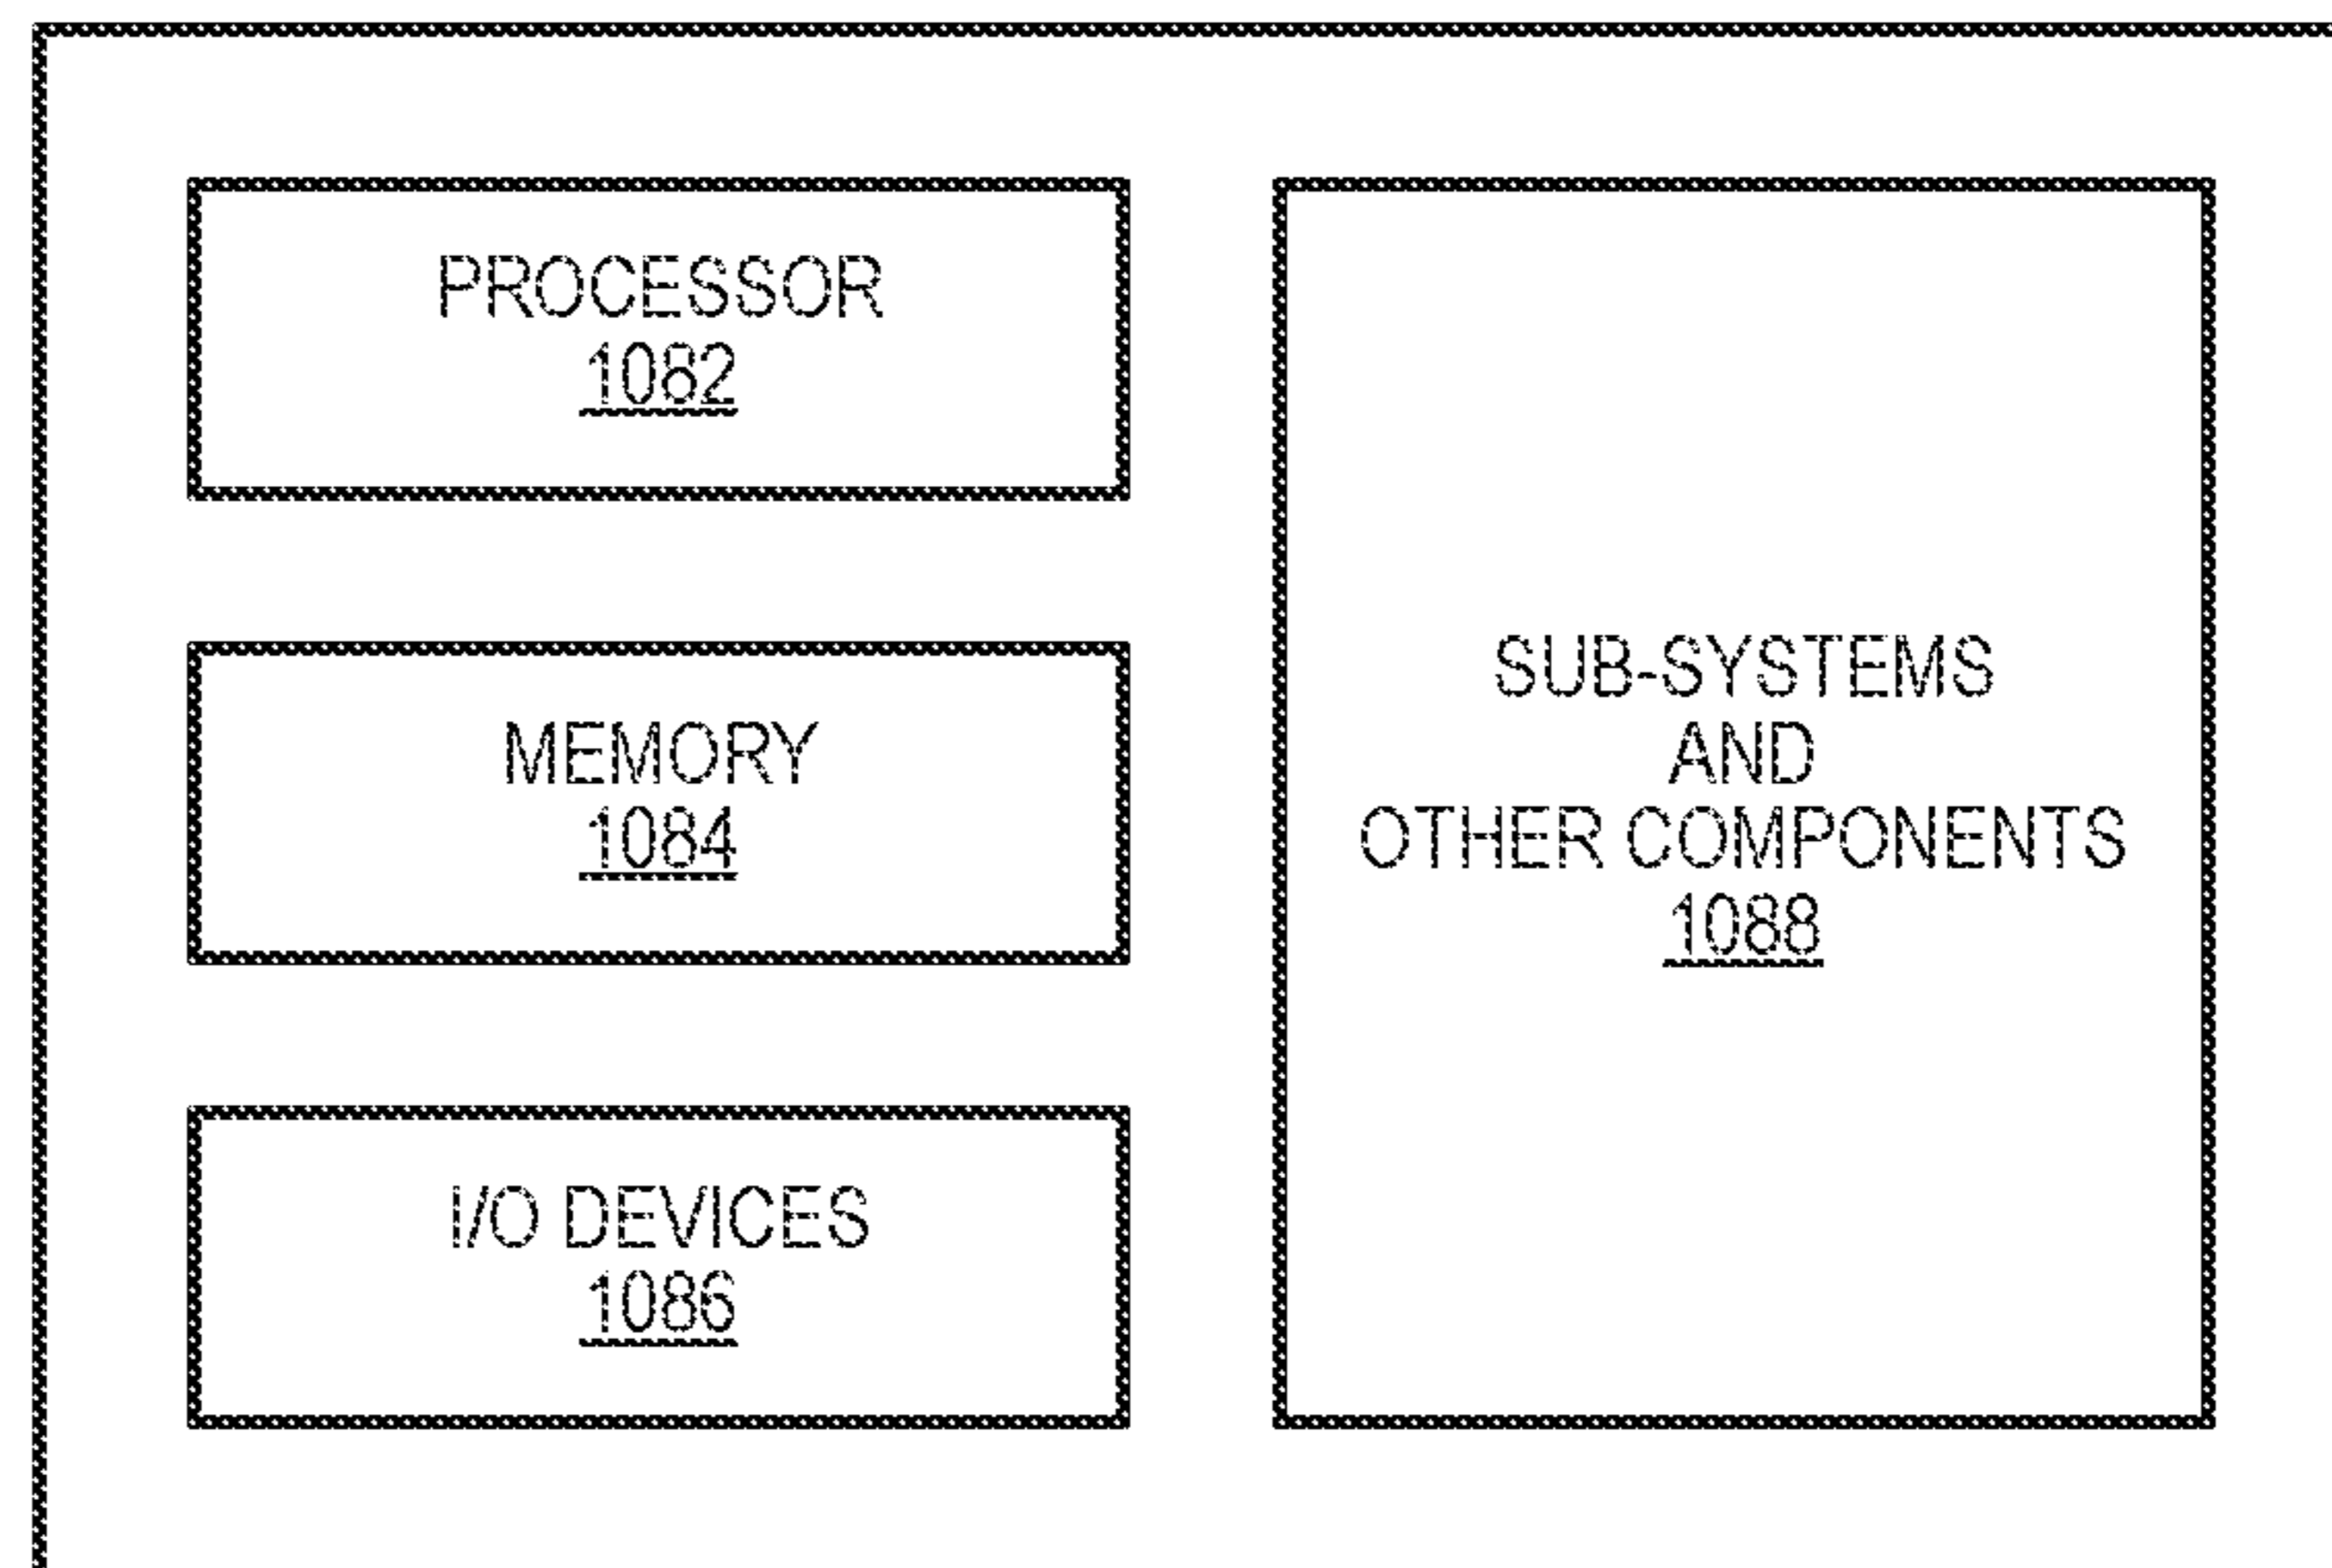 PROCESSOR
1082
MEMORY
1084
I/O DEVICES
1086
SUB-SYSTEMS
AND
OTHER COMPONENTS
1088